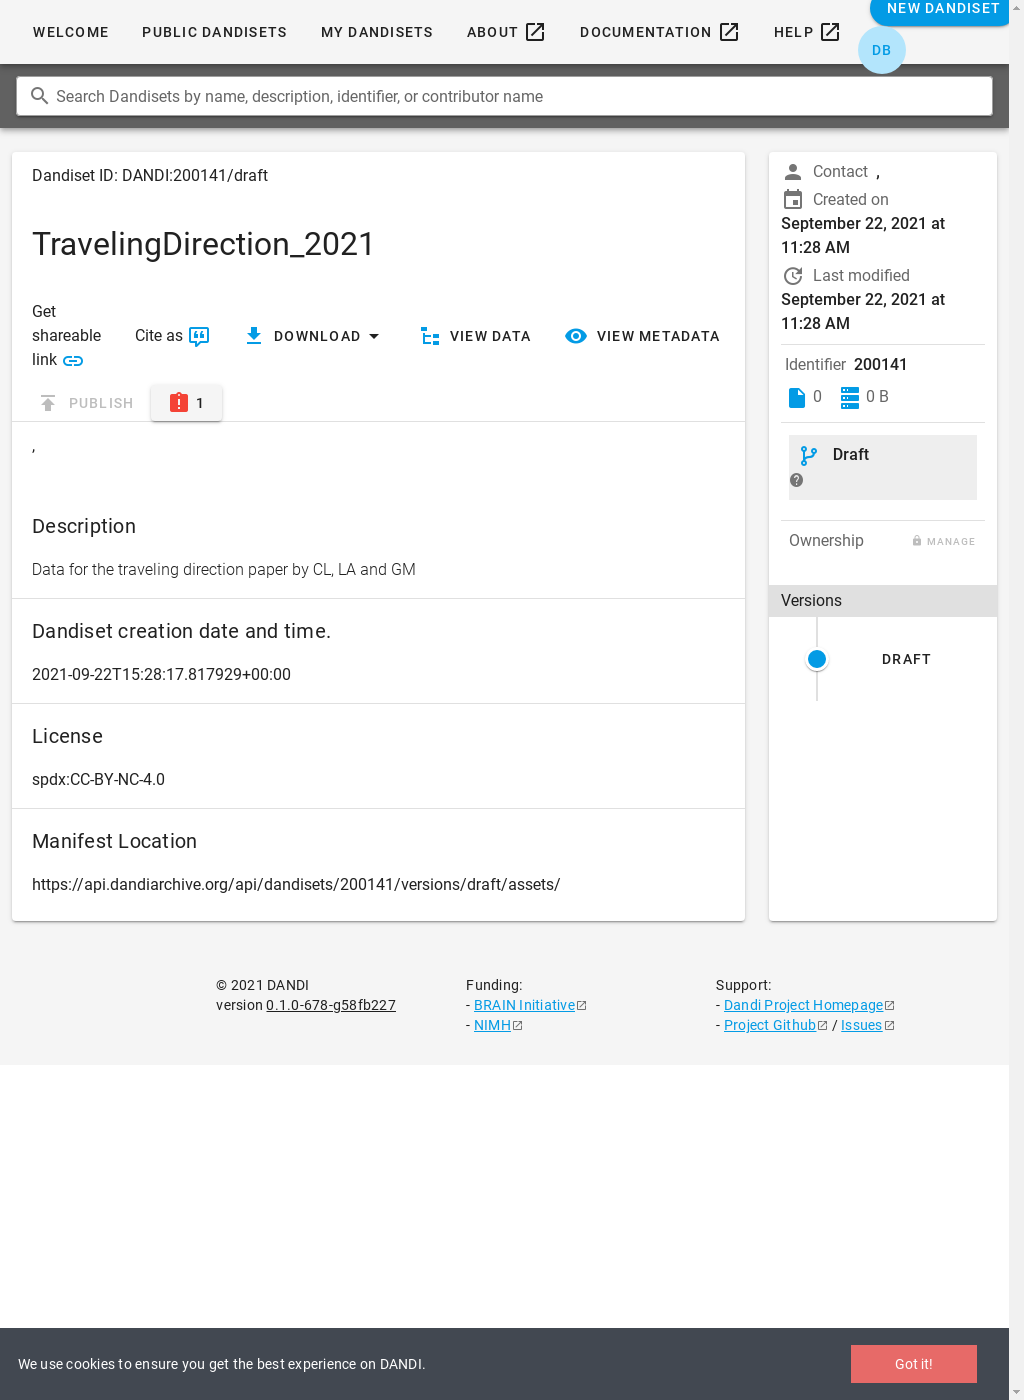 WELCOME PUBLIC DANDISETS MY DANDISETS ABOUT DOCUMENTATION HELP NEW DANDISET
DB
Search Dandisets by name, description, identifier, or contributor name
Dandiset ID: DANDI:200141/draft
TravelingDirection_2021
Get
shareable
link
Cite as DOWNLOAD VIEW DATA VIEW METADATA
PUBLISH 1
,
Description
Data for the traveling direction paper by CL, LA and GM
Dandiset creation date and time.
2021-09-22T15:28:17.817929+00:00
License
spdx:CC-BY-NC-4.0
Manifest Location
https://api.dandiarchive.org/api/dandisets/200141/versions/draft/assets/
Contact ,
Created on
September 22, 2021 at
11:28 AM
Last modified
September 22, 2021 at
11:28 AM
Identifier 200141
0 0 B
Draft
Ownership MANAGE
Versions
DRAFT
© 2021 DANDI
version 0.1.0-678-g58fb227
Funding:
- BRAIN Initiative
- NIMH
Support:
- Dandi Project Homepage
- Project Github / Issues
We use cookies to ensure you get the best experience on DANDI.
Got it!